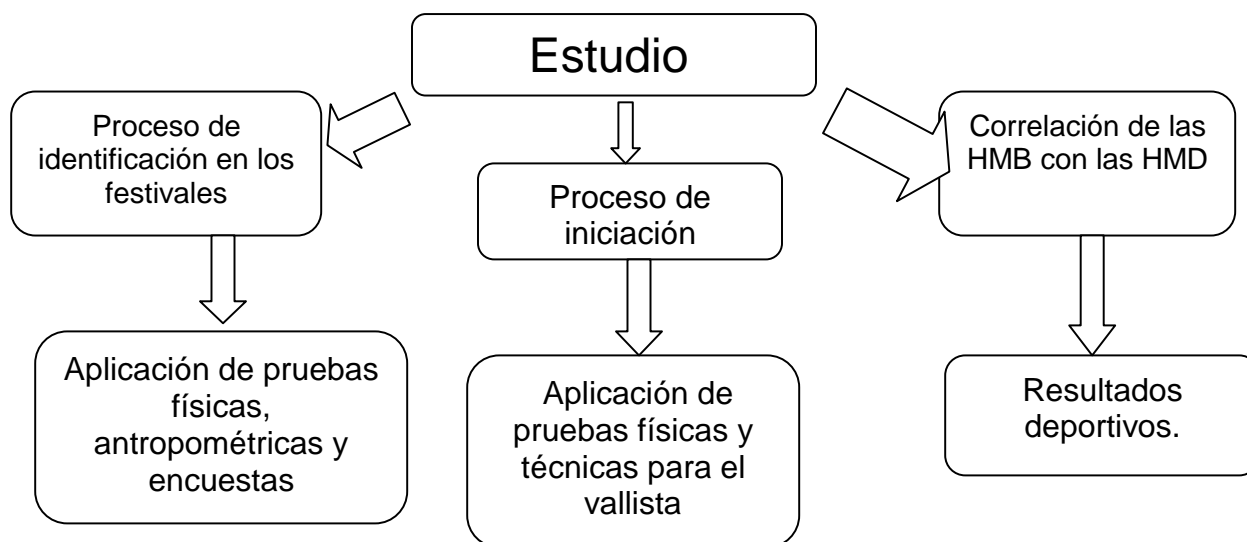 Estudio
Proceso de
identificación en los
festivales
Proceso de
iniciación
Correlación de las
HMB con las HMD
Aplicación de pruebas
físicas,
antropométricas y
encuestas
Aplicación de
pruebas físicas y
técnicas para el
vallista
Resultados
deportivos.